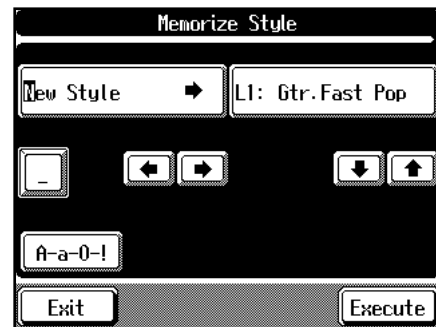 Memorize Style
New Style L1: Gtr.Fast Pop
_
A-a-0-!
Exit Execute